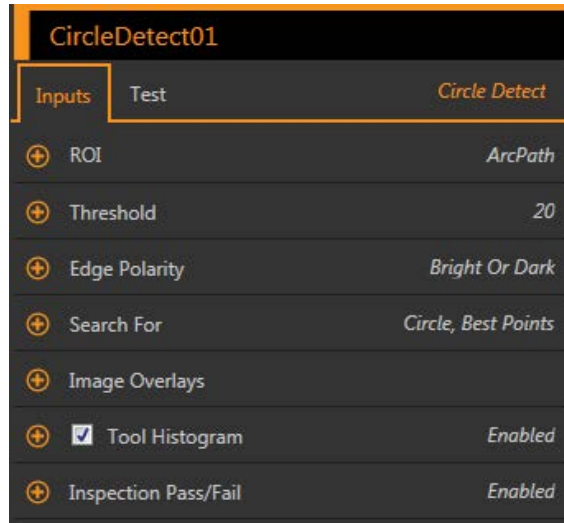 CircleDetect01
Inputs Test Circle Detect
ROI ArcPath
Threshold 20
Edge Polarity Bright Or Dark
Search For Circle, Best Points
Image Overlays
Tool Histogram Enabled
Inspection Pass/Fail Enabled